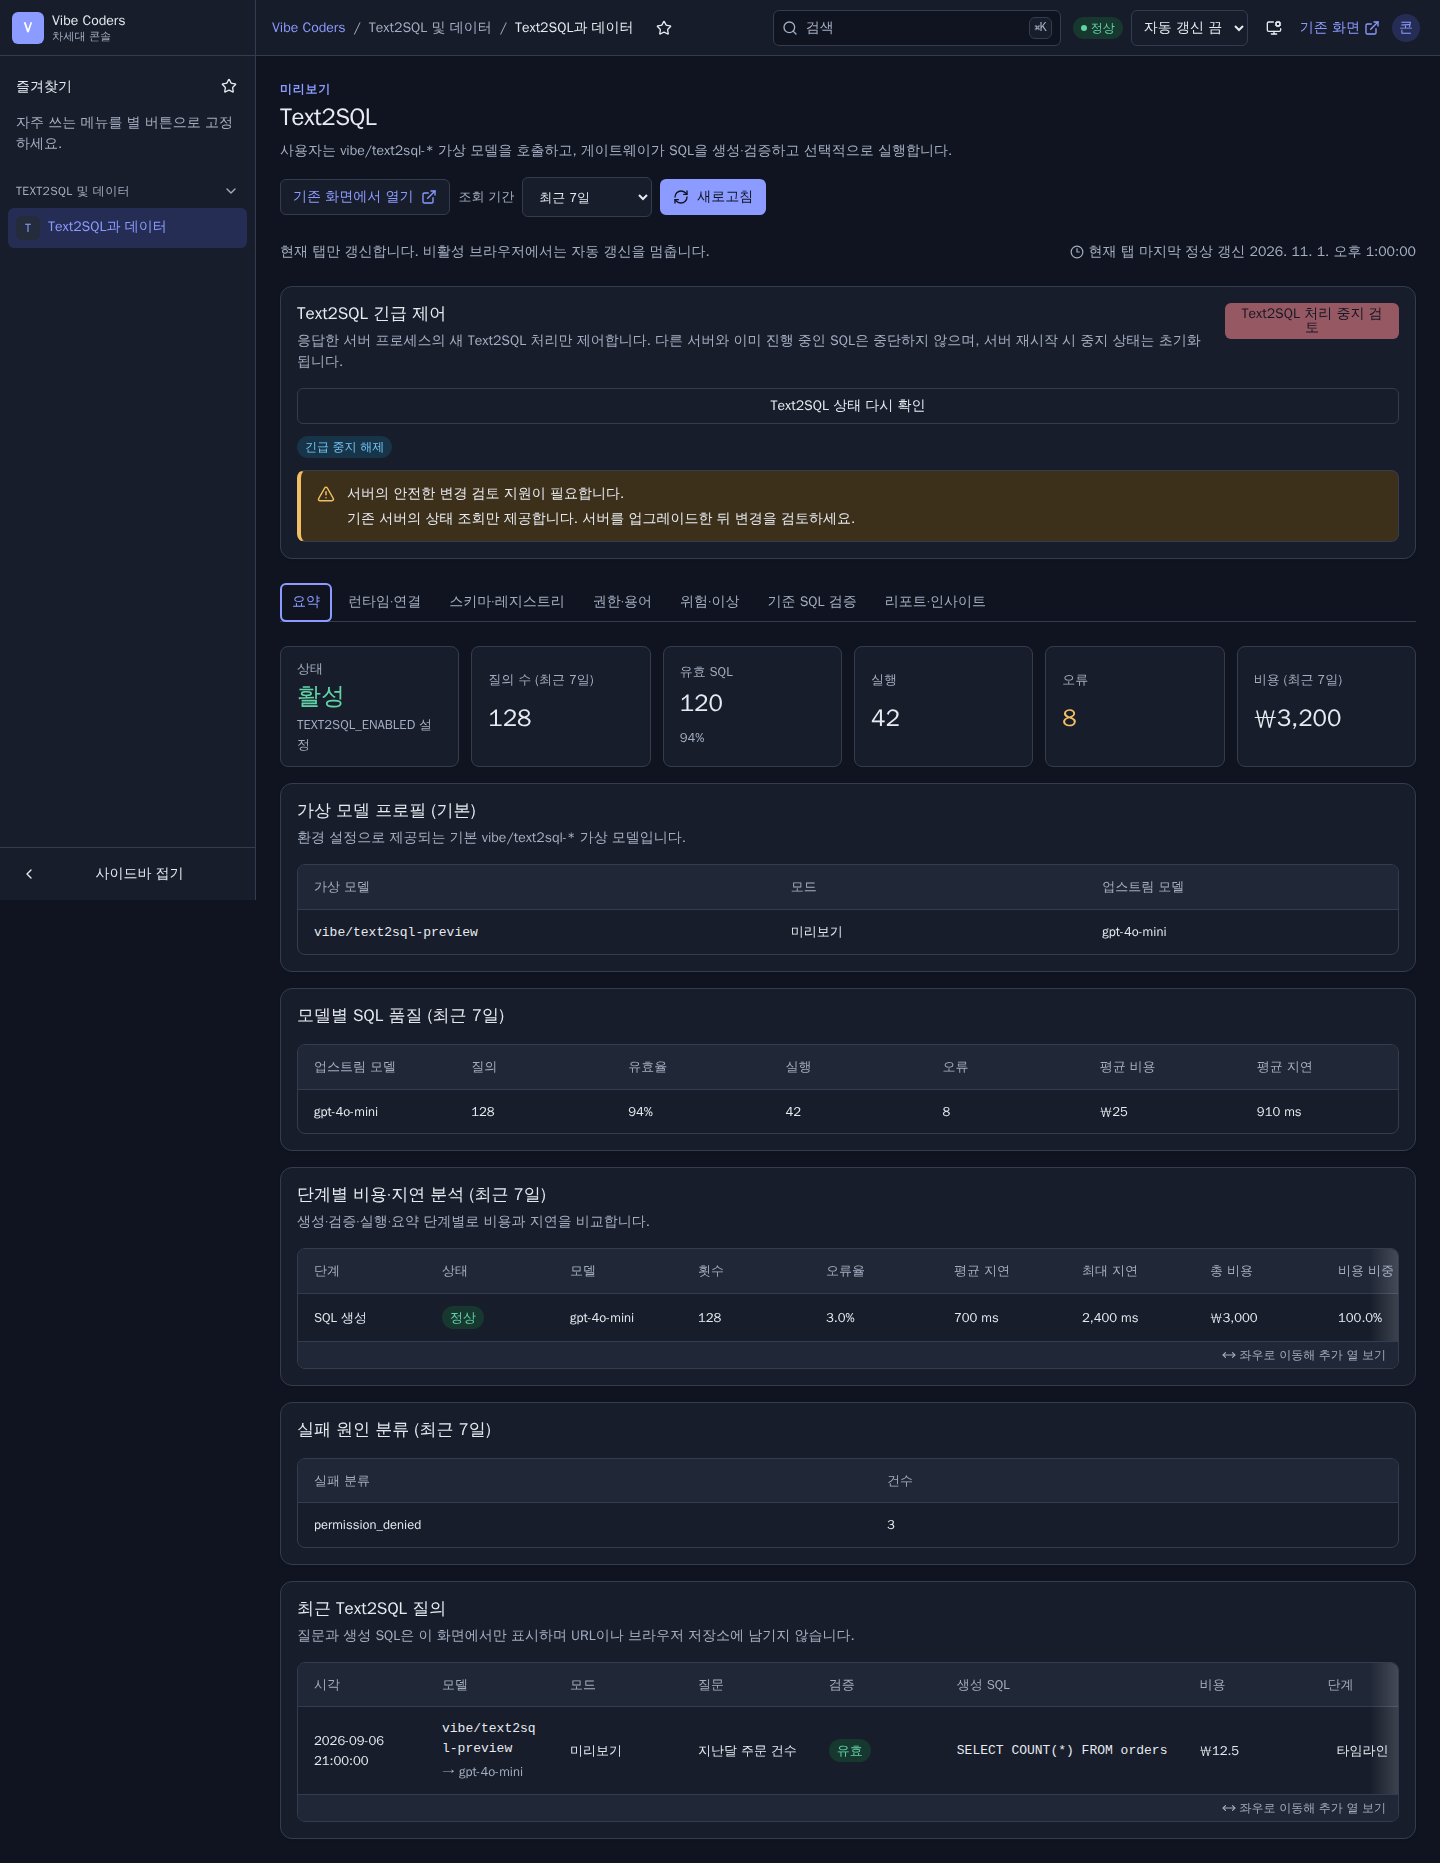 V
Vibe Coders
차세대 콘솔
Vibe Coders / Text2SQL 및 데이터 / Text2SQL과 데이터
검색
⌘K
정상
자동 갱신 끔
기존 화면
콘
즐겨찾기
자주 쓰는 메뉴를 별 버튼으로 고정
하세요.
TEXT2SQL 및 데이터
T
Text2SQL과 데이터
사이드바 접기
미리보기
Text2SQL
사용자는 vibe/text2sql-* 가상 모델을 호출하고, 게이트웨이가 SQL을 생성·검증하고 선택적으로 실행합니다.
기존 화면에서 열기
조회 기간
최근 7일
새로고침
현재 탭만 갱신합니다. 비활성 브라우저에서는 자동 갱신을 멈춥니다.
현재 탭 마지막 정상 갱신 2026. 11. 1. 오후 1:00:00
Text2SQL 긴급 제어
응답한 서버 프로세스의 새 Text2SQL 처리만 제어합니다. 다른 서버와 이미 진행 중인 SQL은 중단하지 않으며, 서버 재시작 시 중지 상태는 초기화
됩니다.
Text2SQL 처리 중지 검
토
Text2SQL 상태 다시 확인
긴급 중지 해제
서버의 안전한 변경 검토 지원이 필요합니다.
기존 서버의 상태 조회만 제공합니다. 서버를 업그레이드한 뒤 변경을 검토하세요.
요약
런타임·연결
스키마·레지스트리
권한·용어
위험·이상
기준 SQL 검증
리포트·인사이트
상태
활성
TEXT2SQL_ENABLED 설
정
질의 수 (최근 7일)
128
유효 SQL
120
94%
실행
42
오류
8
비용 (최근 7일)
₩3,200
가상 모델 프로필 (기본)
환경 설정으로 제공되는 기본 vibe/text2sql-* 가상 모델입니다.
가상 모델 모드 업스트림 모델
vibe/text2sql-preview 미리보기 gpt-4o-mini
모델별 SQL 품질 (최근 7일)
업스트림 모델 질의 유효율 실행 오류 평균 비용 평균 지연
gpt-4o-mini 128 94% 42 8 ₩25 910 ms
단계별 비용·지연 분석 (최근 7일)
생성·검증·실행·요약 단계별로 비용과 지연을 비교합니다.
단계 상태 모델 횟수 오류율 평균 지연 최대 지연 총 비용 비용 비중
SQL 생성 정상 gpt-4o-mini 128 3.0% 700 ms 2,400 ms ₩3,000 100.0%
↔ 좌우로 이동해 추가 열 보기
실패 원인 분류 (최근 7일)
실패 분류 건수
permission_denied 3
최근 Text2SQL 질의
질문과 생성 SQL은 이 화면에서만 표시하며 URL이나 브라우저 저장소에 남기지 않습니다.
시각 모델 모드 질문 검증 생성 SQL 비용 단계
2026-09-06
21:00:00
vibe/text2sq
l-preview
→ gpt-4o-mini
미리보기 지난달 주문 건수 유효 SELECT COUNT(*) FROM orders ₩12.5 타임라인
↔ 좌우로 이동해 추가 열 보기